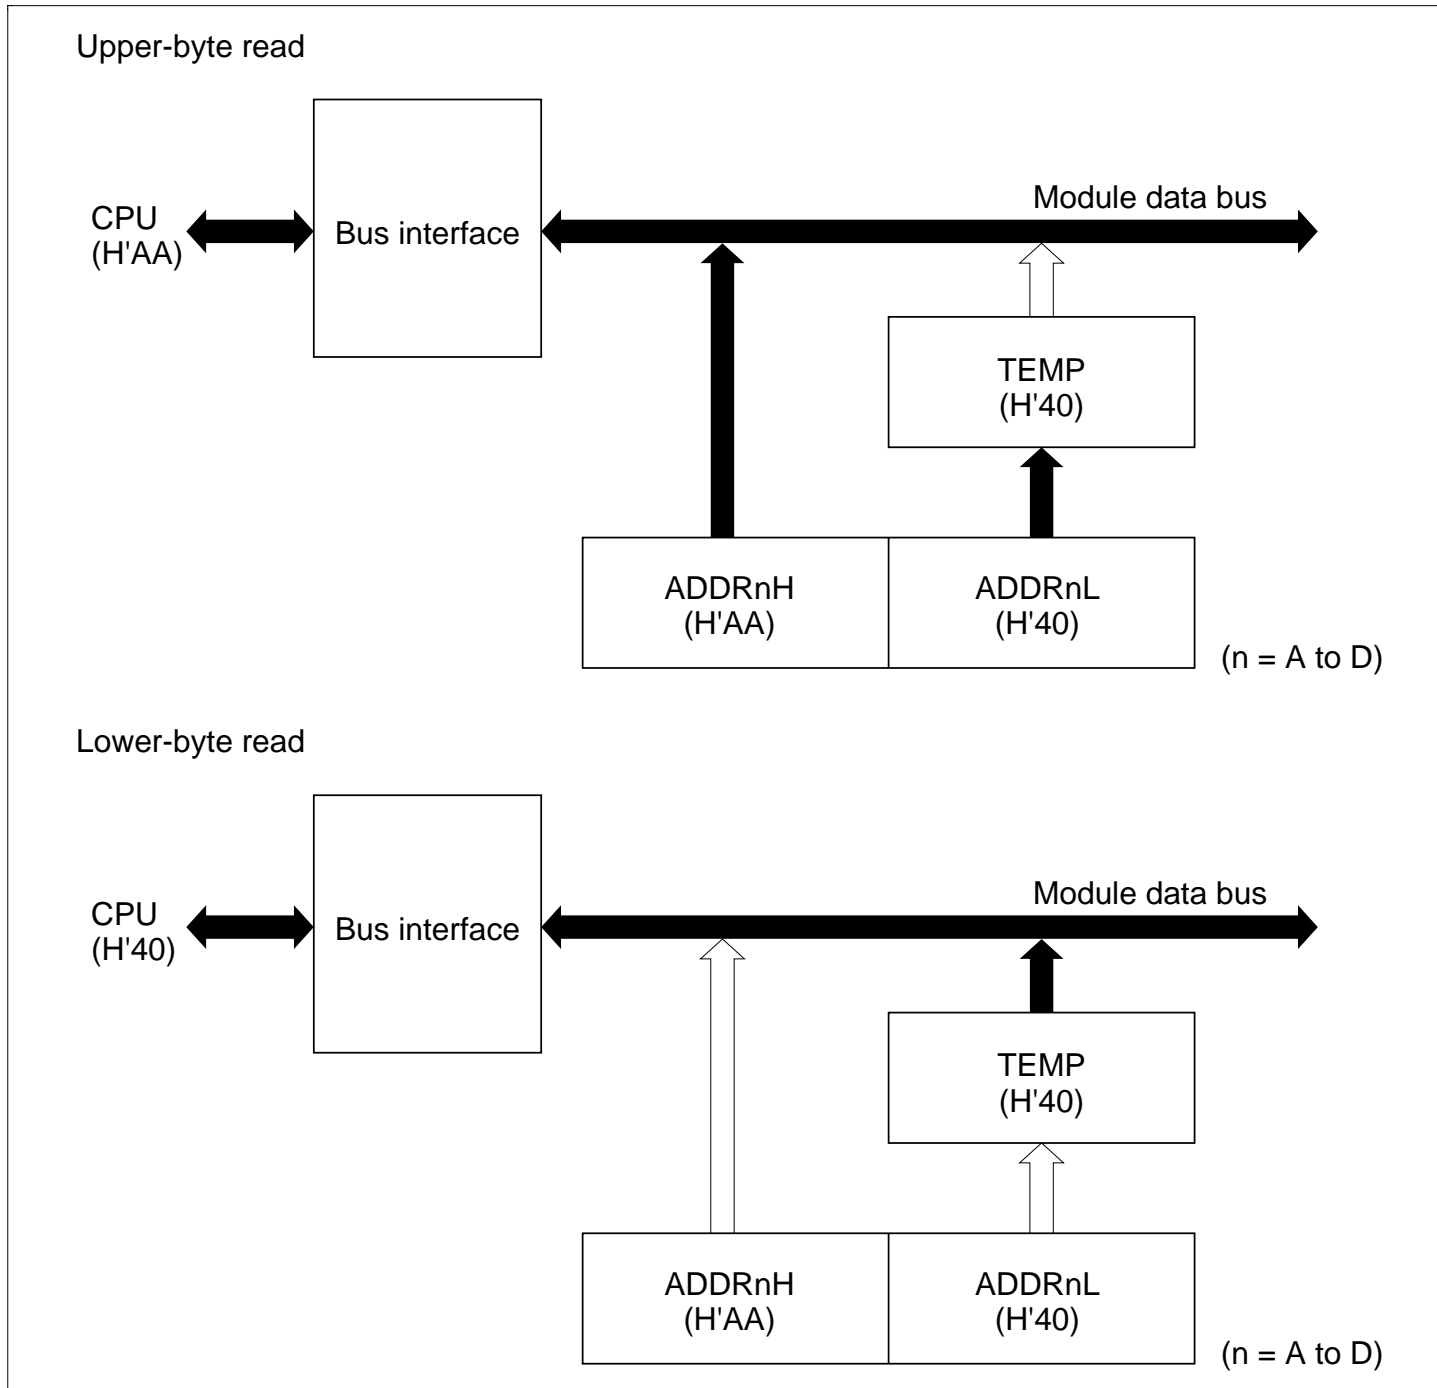 Upper-byte read
Module data bus
CPU
(H'AA)
Bus interface
TEMP
(H'40)
ADDRnH
(H'AA)
ADDRnL
(H'40)
(n = A to D)
Lower-byte read
Module data bus
CPU
(H'40)
Bus interface
TEMP
(H'40)
ADDRnH
(H'AA)
ADDRnL
(H'40)
(n = A to D)